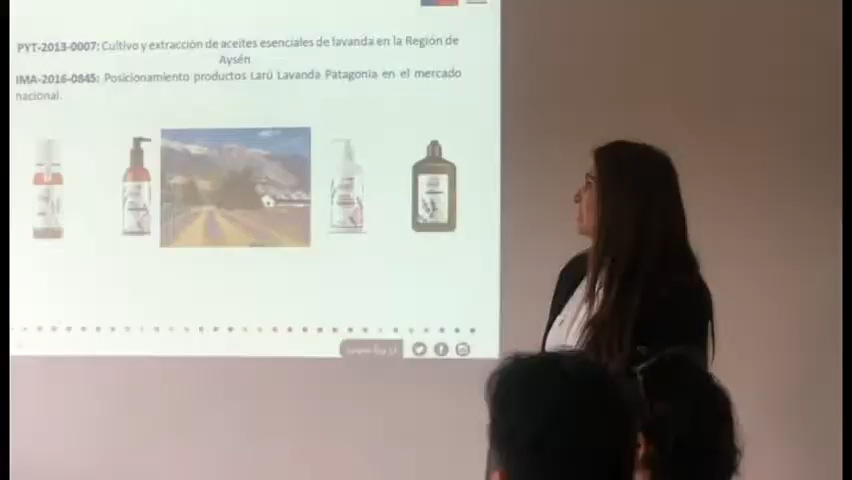 PYT-2013-0007: Cultivo y extracción de aceites esenciales de lavanda en la Región de
Aysén
IMA-2016-0845: Posicionamiento productos Larú Lavanda Patagonia en el mercado
nacional.